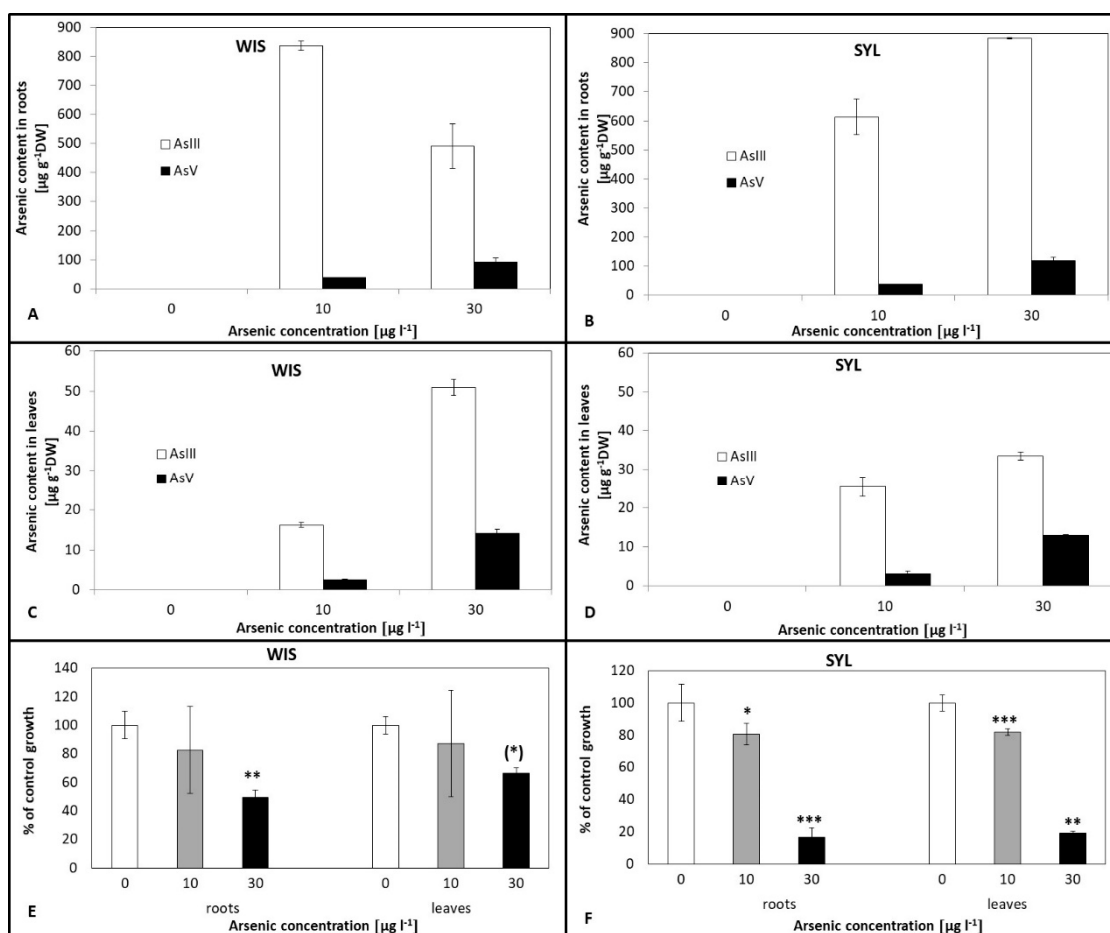 WIS
Arsenic content in roots
[µg g⁻¹DW]
900
800
700
600
500
400
300
200
100
0
AsIII
AsV
0 10 30
A
Arsenic concentration [µg l⁻¹]
SYL
Arsenic content in roots
[µg g⁻¹DW]
900
800
700
600
500
400
300
200
100
0
AsIII
AsV
0 10 30
B
Arsenic concentration [µg l⁻¹]
WIS
Arsenic content in leaves
[µg g⁻¹DW]
60
50
40
30
20
10
0
AsIII
AsV
0 10 30
C
Arsenic concentration [µg l⁻¹]
SYL
Arsenic content in leaves
[µg g⁻¹DW]
60
50
40
30
20
10
0
AsIII
AsV
0 10 30
D
Arsenic concentration [µg l⁻¹]
WIS
% of control growth
140
120
100
80
60
40
20
0
**
(*)
0 10 30 0 10 30
roots leaves
E
Arsenic concentration [µg l⁻¹]
SYL
% of control growth
120
100
80
60
40
20
0
*
***
***
**
0 10 30 0 10 30
roots leaves
F
Arsenic concentration [µg l⁻¹]